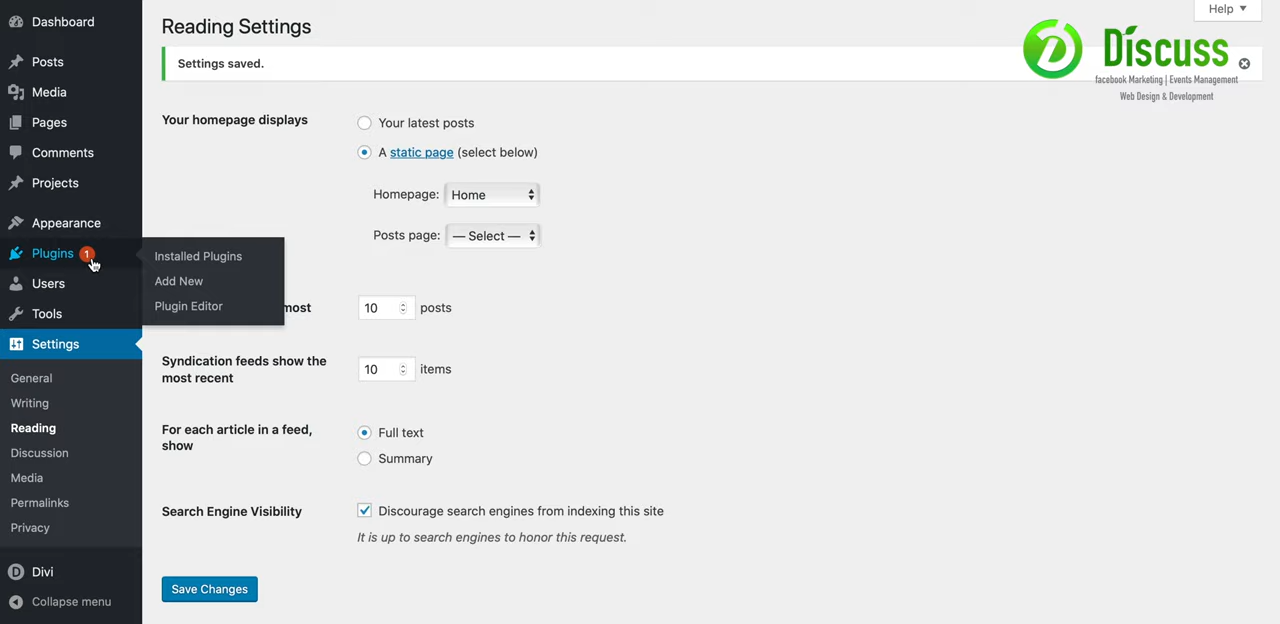 Dashboard
Posts
Media
Pages
Comments
Projects
Appearance
Plugins 1
Installed Plugins
Add New
Plugin Editor
Users
Tools
Settings
General
Writing
Reading
Discussion
Media
Permalinks
Privacy
Divi
Collapse menu
Help
Discuss
facebook Marketing | Events Management
Web Design & Development
Reading Settings
Settings saved.
Your homepage displays
Your latest posts
A static page (select below)
Homepage: Home
Posts page: — Select —
most 10 posts
Syndication feeds show the
most recent
10 items
For each article in a feed,
show
Full text
Summary
Search Engine Visibility
Discourage search engines from indexing this site
It is up to search engines to honor this request.
Save Changes